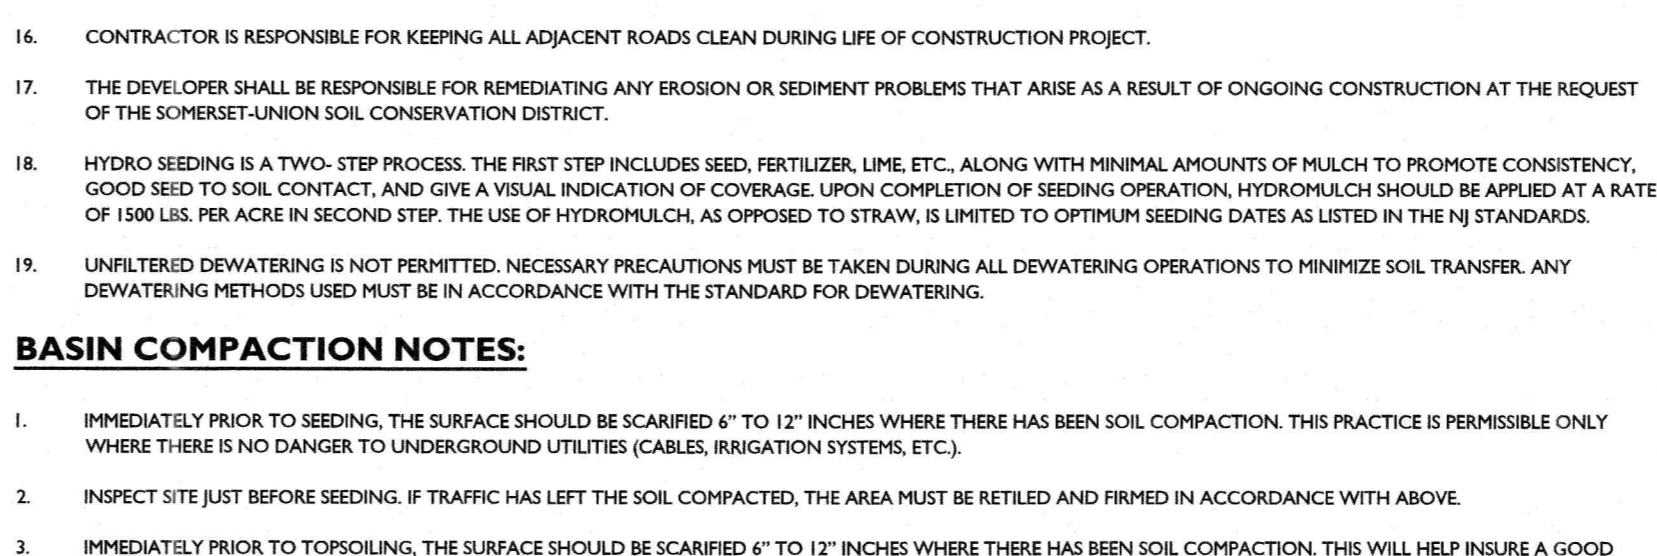 16. CONTRACTOR IS RESPONSIBLE FOR KEEPING ALL ADJACENT ROADS CLEAN DURING LIFE OF CONSTRUCTION PROJECT.
17. THE DEVELOPER SHALL BE RESPONSIBLE FOR REMEDIATING ANY EROSION OR SEDIMENT PROBLEMS THAT ARISE AS A RESULT OF ONGOING CONSTRUCTION AT THE REQUEST
OF THE SOMERSET-UNION SOIL CONSERVATION DISTRICT.
18. HYDRO SEEDING IS A TWO- STEP PROCESS. THE FIRST STEP INCLUDES SEED, FERTILIZER, LIME, ETC., ALONG WITH MINIMAL AMOUNTS OF MULCH TO PROMOTE CONSISTENCY,
GOOD SEED TO SOIL CONTACT, AND GIVE A VISUAL INDICATION OF COVERAGE. UPON COMPLETION OF SEEDING OPERATION, HYDROMULCH SHOULD BE APPLIED AT A RATE
OF 1500 LBS. PER ACRE IN SECOND STEP. THE USE OF HYDROMULCH, AS OPPOSED TO STRAW, IS LIMITED TO OPTIMUM SEEDING DATES AS LISTED IN THE NJ STANDARDS.
19. UNFILTERED DEWATERING IS NOT PERMITTED. NECESSARY PRECAUTIONS MUST BE TAKEN DURING ALL DEWATERING OPERATIONS TO MINIMIZE SOIL TRANSFER. ANY
DEWATERING METHODS USED MUST BE IN ACCORDANCE WITH THE STANDARD FOR DEWATERING.
BASIN COMPACTION NOTES:
1. IMMEDIATELY PRIOR TO SEEDING, THE SURFACE SHOULD BE SCARIFIED 6” TO 12” INCHES WHERE THERE HAS BEEN SOIL COMPACTION. THIS PRACTICE IS PERMISSIBLE ONLY
WHERE THERE IS NO DANGER TO UNDERGROUND UTILITIES (CABLES, IRRIGATION SYSTEMS, ETC.).
2. INSPECT SITE JUST BEFORE SEEDING. IF TRAFFIC HAS LEFT THE SOIL COMPACTED, THE AREA MUST BE RETILED AND FIRMED IN ACCORDANCE WITH ABOVE.
3. IMMEDIATELY PRIOR TO TOPSOILING, THE SURFACE SHOULD BE SCARIFIED 6” TO 12” INCHES WHERE THERE HAS BEEN SOIL COMPACTION. THIS WILL HELP INSURE A GOOD